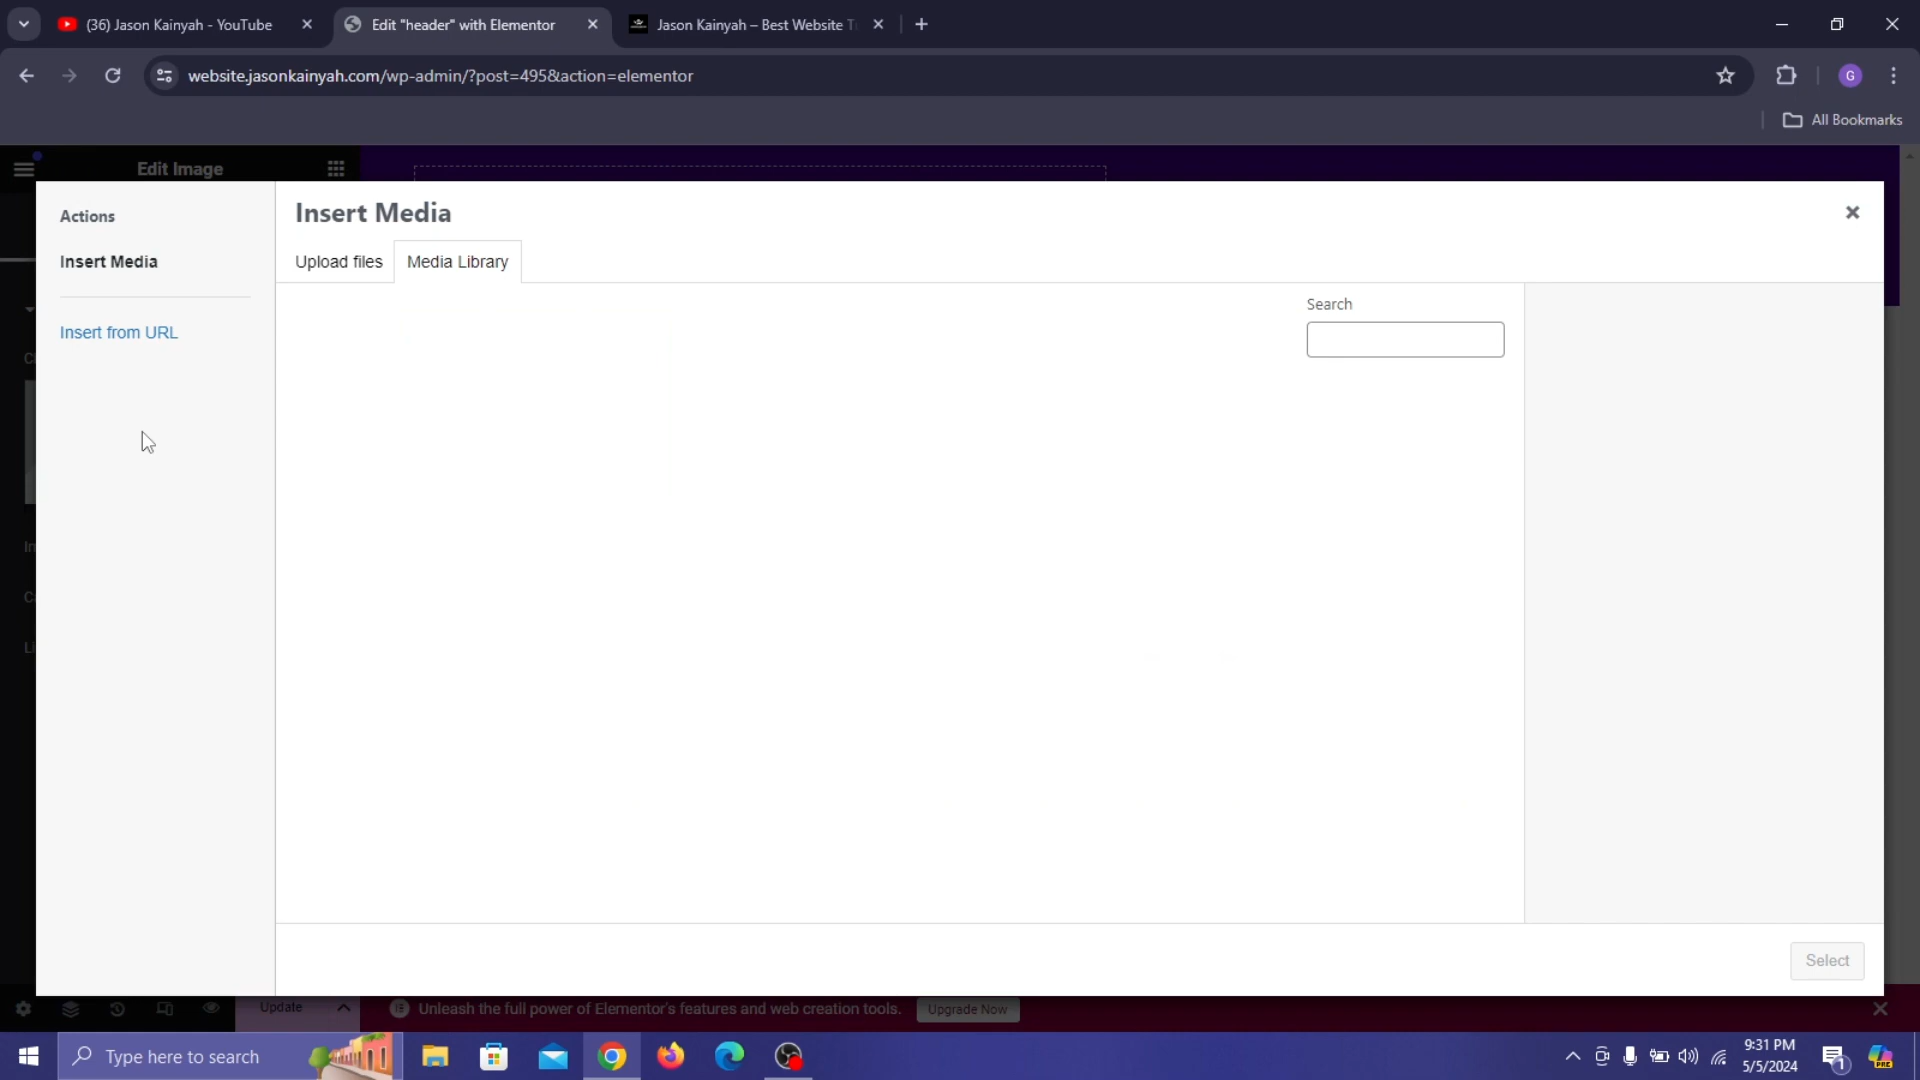 (36) Jason Kainyah - YouTube
Edit "header" with Elementor
Jason Kainyah – Best Website T
website.jasonkainyah.com/wp-admin/?post=495&action=elementor
G
All Bookmarks
Edit Image
Actions
Insert Media
Insert from URL
Insert Media
Upload files
Media Library
Search
Select
Update
Unleash the full power of Elementor's features and web creation tools.
Upgrade Now
Type here to search
9:31 PM
5/5/2024
1
PRE